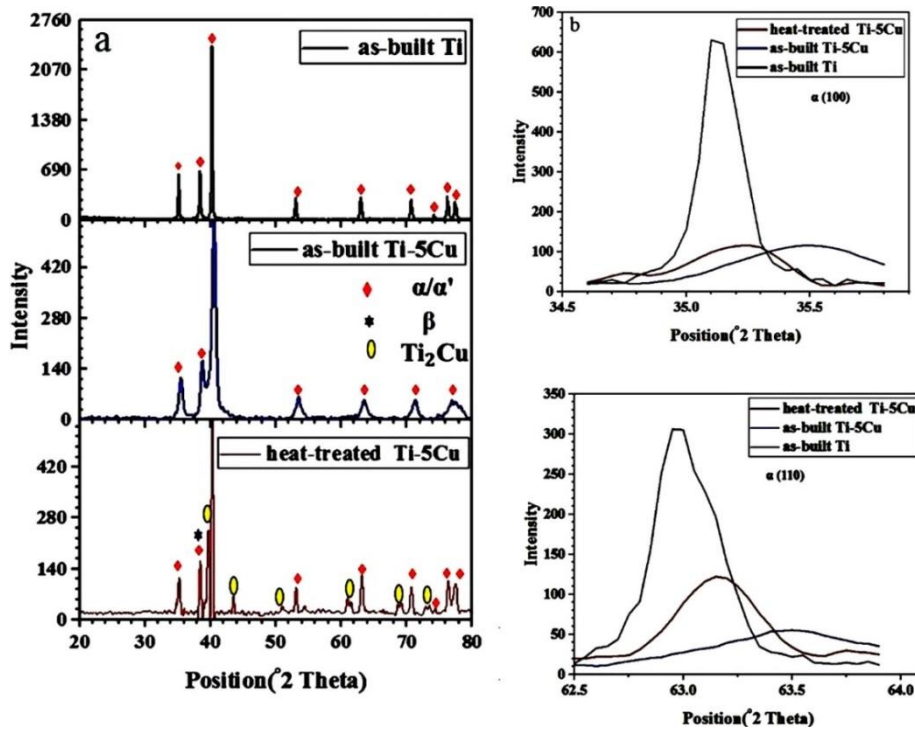 a
2760
2070
1380
690
0
as-built Ti
420
280
140
0
as-built Ti-5Cu
α/α'
β
Ti₂Cu
420
280
140
0
heat-treated Ti-5Cu
20 30 40 50 60 70 80
Intensity
Position(°2 Theta)
b
700
600
500
400
300
200
100
0
heat-treated Ti-5Cu
as-built Ti-5Cu
as-built Ti
α (100)
34.5 35.0 35.5
Intensity
Position(°2 Theta)
350
300
250
200
150
100
50
0
heat-treated Ti-5Cu
as-built Ti-5Cu
as-built Ti
α (110)
62.5 63.0 63.5 64.0
Intensity
Position(°2 Theta)